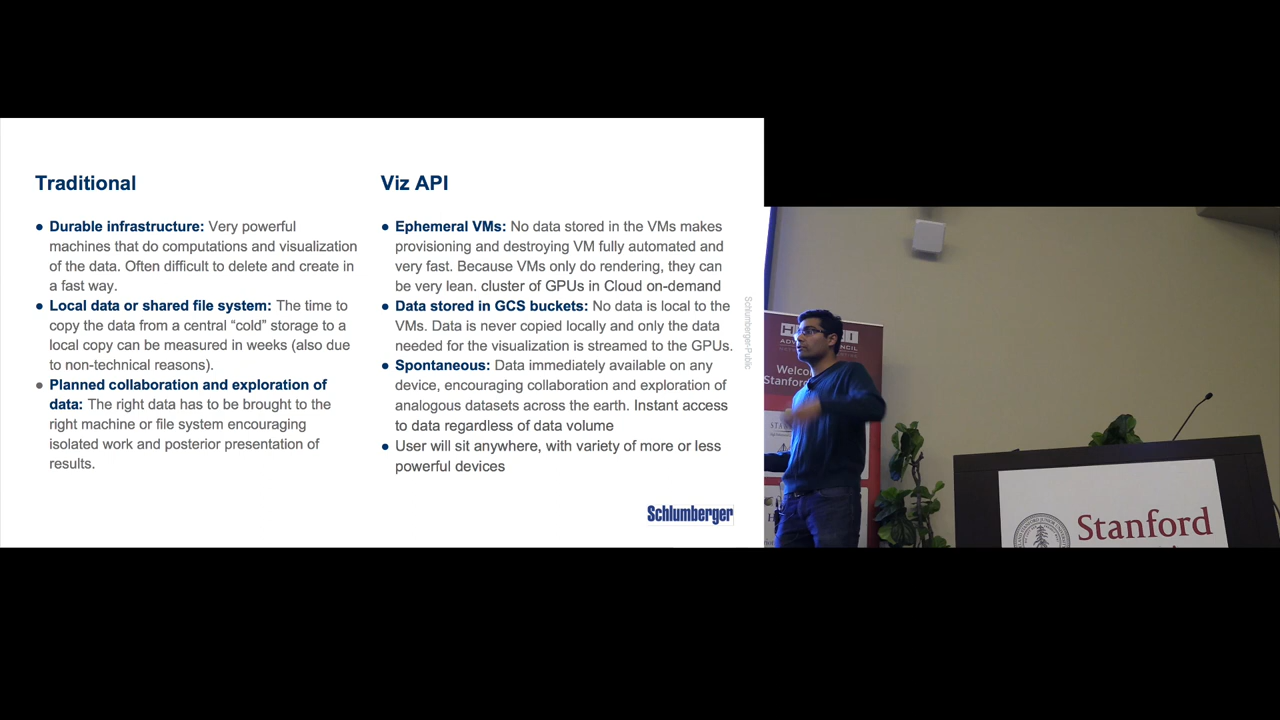 Traditional
● Durable infrastructure: Very powerful
machines that do computations and visualization
of the data. Often difficult to delete and create in
a fast way.
● Local data or shared file system: The time to
copy the data from a central “cold” storage to a
local copy can be measured in weeks (also due
to non-technical reasons).
● Planned collaboration and exploration of
data: The right data has to be brought to the
right machine or file system encouraging
isolated work and posterior presentation of
results.
Viz API
● Ephemeral VMs: No data stored in the VMs makes
provisioning and destroying VM fully automated and
very fast. Because VMs only do rendering, they can
be very lean. cluster of GPUs in Cloud on-demand
● Data stored in GCS buckets: No data is local to the
VMs. Data is never copied locally and only the data
needed for the visualization is streamed to the GPUs.
● Spontaneous: Data immediately available on any
device, encouraging collaboration and exploration of
analogous datasets across the earth. Instant access
to data regardless of data volume
● User will sit anywhere, with variety of more or less
powerful devices
Schlumberger-Public
Schlumberger
Stanford
Stanford